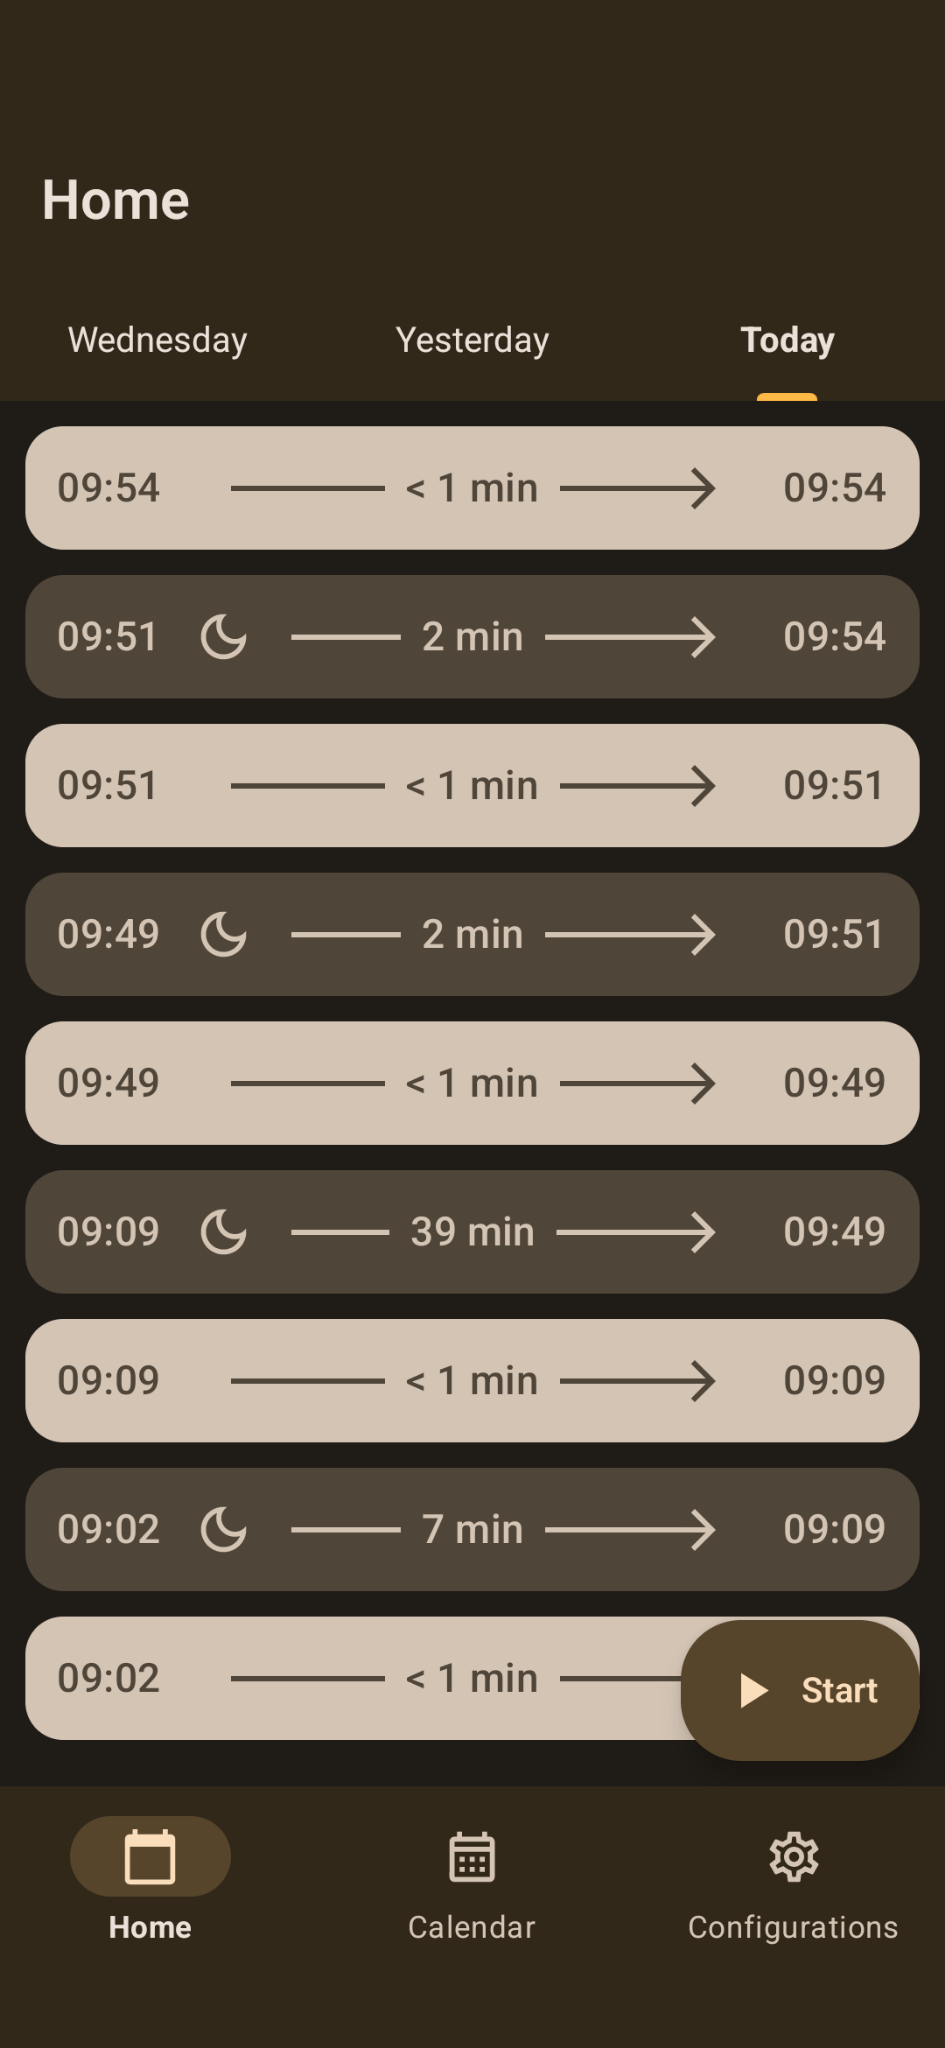 Home
Wednesday Yesterday Today
09:54 < 1 min 09:54
09:51 2 min 09:54
09:51 < 1 min 09:51
09:49 2 min 09:51
09:49 < 1 min 09:49
09:09 39 min 09:49
09:09 < 1 min 09:09
09:02 7 min 09:09
09:02 < 1 min
Start
Home Calendar Configurations